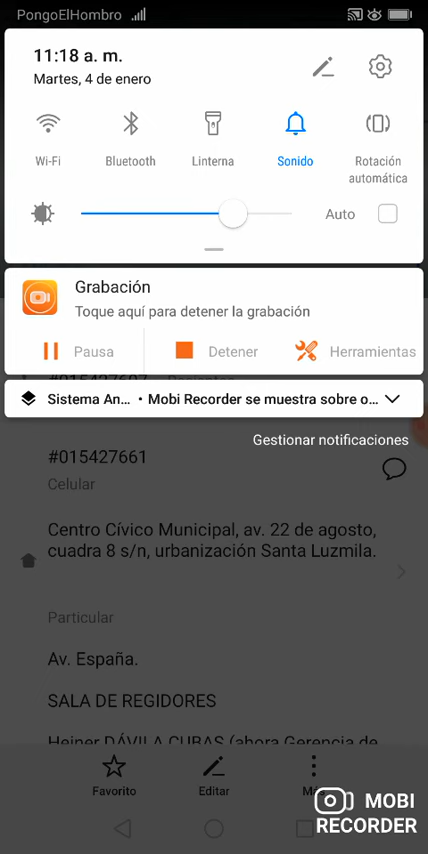 PongoElHombro
11:18 a. m.
Martes, 4 de enero
Wi-Fi
Bluetooth
Linterna
Sonido
Rotación
automática
Auto
Grabación
Toque aquí para detener la grabación
Pausa
Detener
Herramientas
Sistema An... • Mobi Recorder se muestra sobre o...
Gestionar notificaciones
#015427661
Celular
Centro Cívico Municipal, av. 22 de agosto,
cuadra 8 s/n, urbanización Santa Luzmila.
Particular
Av. España.
SALA DE REGIDORES
Heiner DÁVILA CUBAS (ahora Gerencia de
Favorito
Editar
Más
MOBI
RECORDER